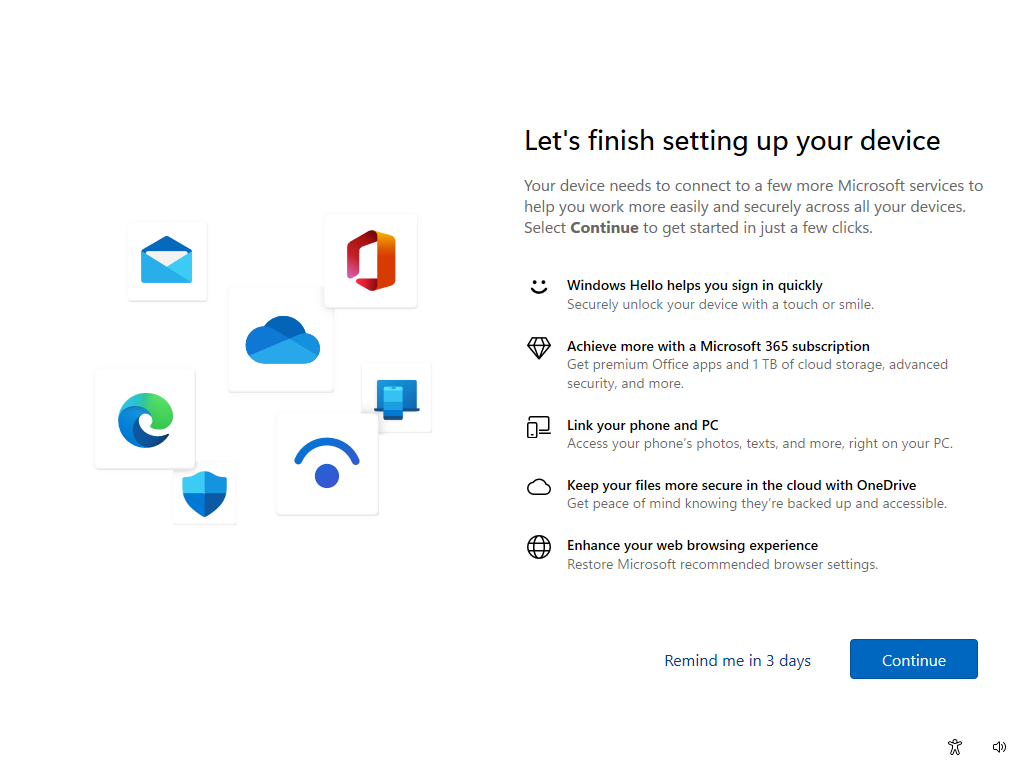 Let's finish setting up your device
Your device needs to connect to a few more Microsoft services to
help you work more easily and securely across all your devices.
Select Continue to get started in just a few clicks.
Windows Hello helps you sign in quickly
Securely unlock your device with a touch or smile.
Achieve more with a Microsoft 365 subscription
Get premium Office apps and 1 TB of cloud storage, advanced
security, and more.
Link your phone and PC
Access your phone's photos, texts, and more, right on your PC.
Keep your files more secure in the cloud with OneDrive
Get peace of mind knowing they're backed up and accessible.
Enhance your web browsing experience
Restore Microsoft recommended browser settings.
Remind me in 3 days
Continue